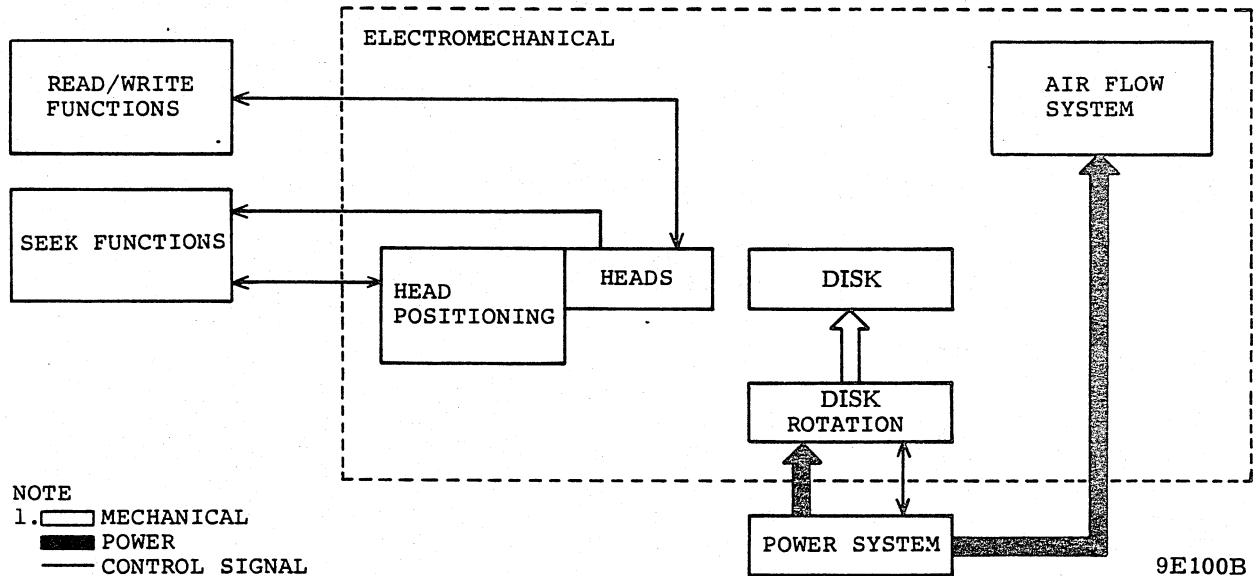 ELECTROMECHANICAL
READ/WRITE
FUNCTIONS
AIR FLOW
SYSTEM
SEEK FUNCTIONS
HEAD
POSITIONING
HEADS
DISK
DISK
ROTATION
POWER SYSTEM
NOTE
1. MECHANICAL
POWER
CONTROL SIGNAL
9E100B